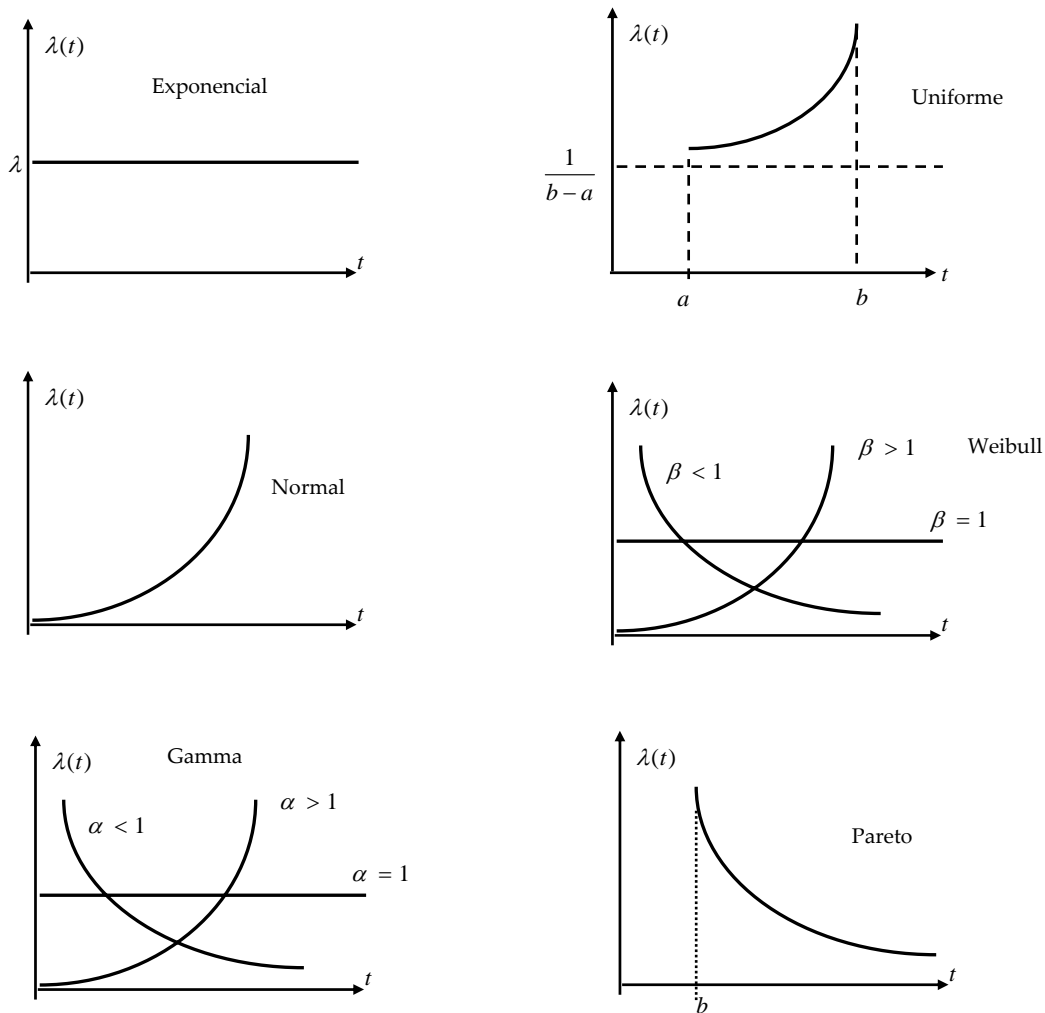 λ(t)
Exponencial
λ
t
λ(t)
Uniforme
1
b − a
t
a
b
λ(t)
Normal
t
λ(t)
β > 1
Weibull
β < 1
β = 1
t
λ(t)
Gamma
α > 1
α < 1
α = 1
t
λ(t)
Pareto
t
b